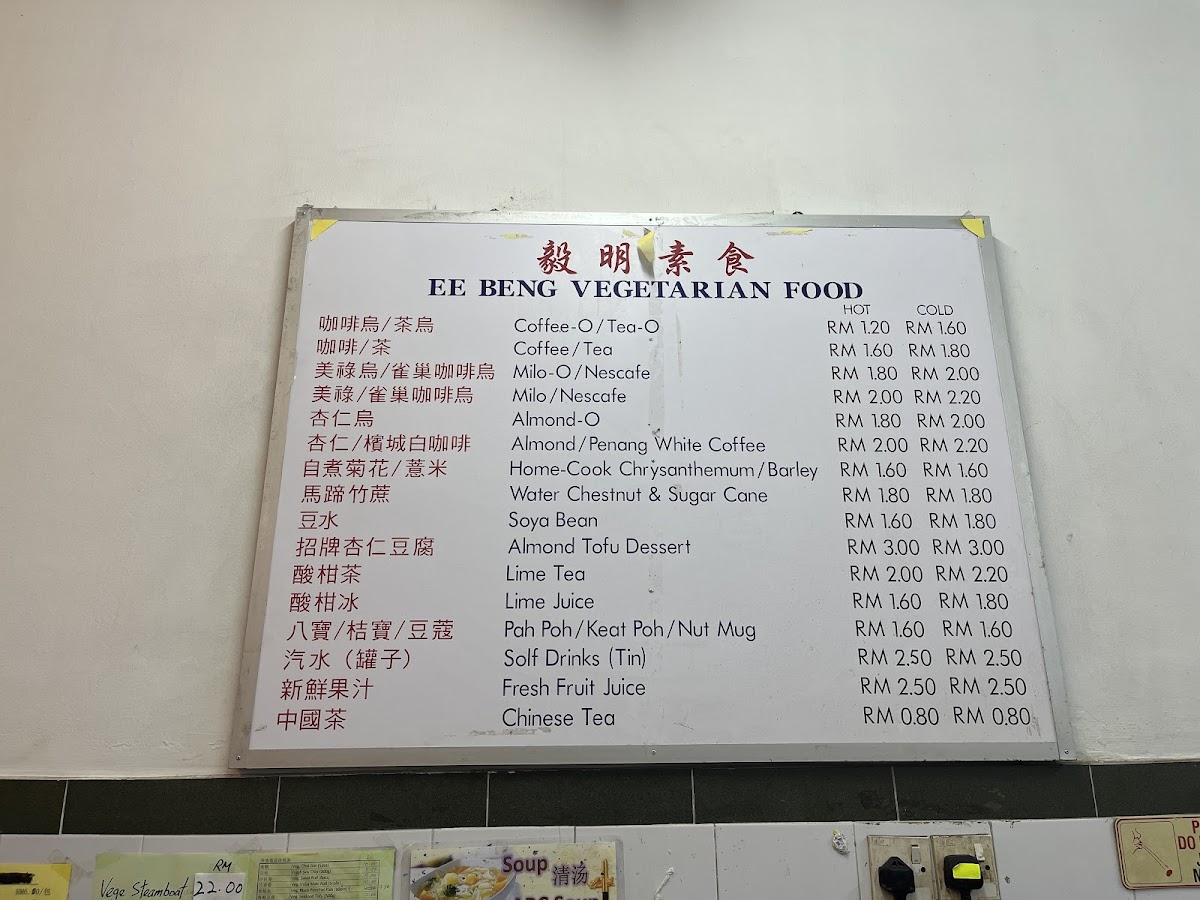 毅明素食
EE BENG VEGETARIAN FOOD
HOT COLD
咖啡烏/茶烏 Coffee-O/Tea-O RM 1.20 RM 1.60
咖啡/茶 Coffee/Tea RM 1.60 RM 1.80
美祿烏/雀巢咖啡烏 Milo-O/Nescafe RM 1.80 RM 2.00
美祿/雀巢咖啡烏 Milo/Nescafe RM 2.00 RM 2.20
杏仁烏 Almond-O RM 1.80 RM 2.00
杏仁/檳城白咖啡 Almond/Penang White Coffee RM 2.00 RM 2.20
自煮菊花/薏米 Home-Cook Chrysanthemum/Barley RM 1.60 RM 1.60
馬蹄竹蔗 Water Chestnut & Sugar Cane RM 1.80 RM 1.80
豆水 Soya Bean RM 1.60 RM 1.80
招牌杏仁豆腐 Almond Tofu Dessert RM 3.00 RM 3.00
酸柑茶 Lime Tea RM 2.00 RM 2.20
酸柑冰 Lime Juice RM 1.60 RM 1.80
八寶/桔寶/豆蔻 Pah Poh/Keat Poh/Nut Mug RM 1.60 RM 1.60
汽水（罐子） Solf Drinks (Tin) RM 2.50 RM 2.50
新鮮果汁 Fresh Fruit Juice RM 2.50 RM 2.50
中國茶 Chinese Tea RM 0.80 RM 0.80
RM
Vege Steamboat 22.00
Soup 清汤
ABC Soup
DO